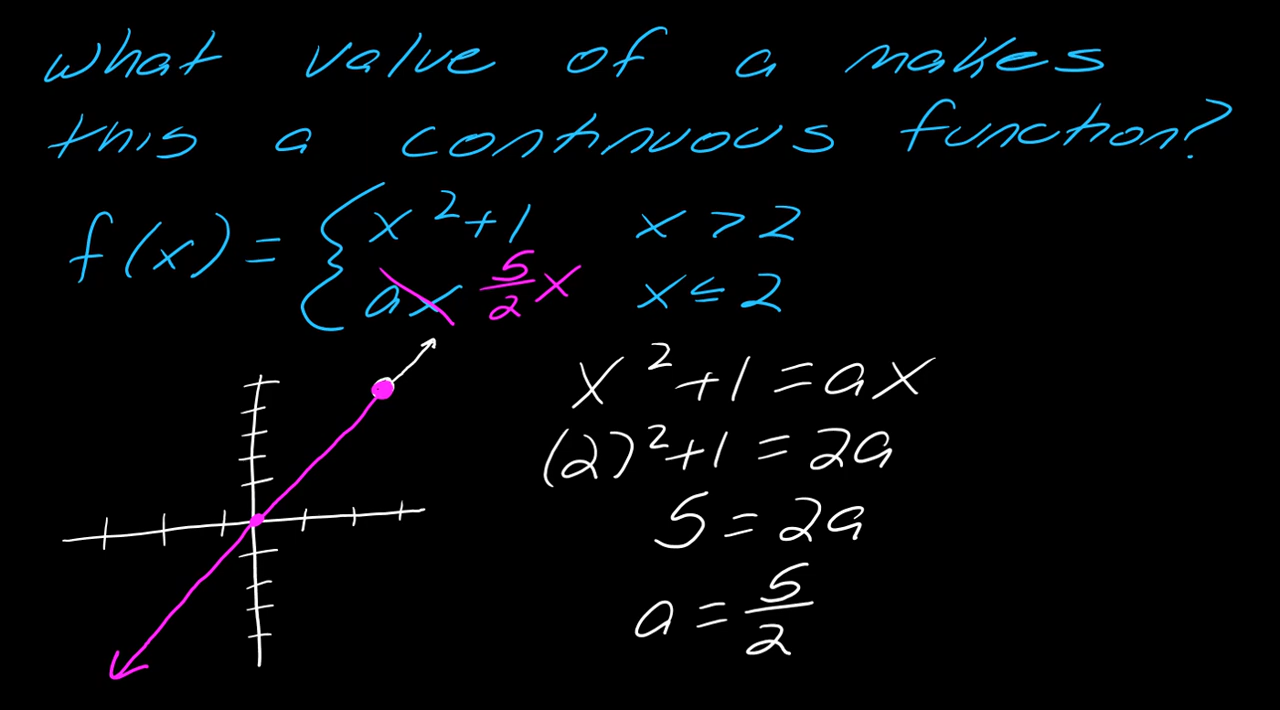 what value of a makes
this a continuous function?
f(x) = { x² + 1   x > 2
ax 5/2 x   x ≤ 2
x² + 1 = ax
(2)² + 1 = 2a
5 = 2a
a = 5/2